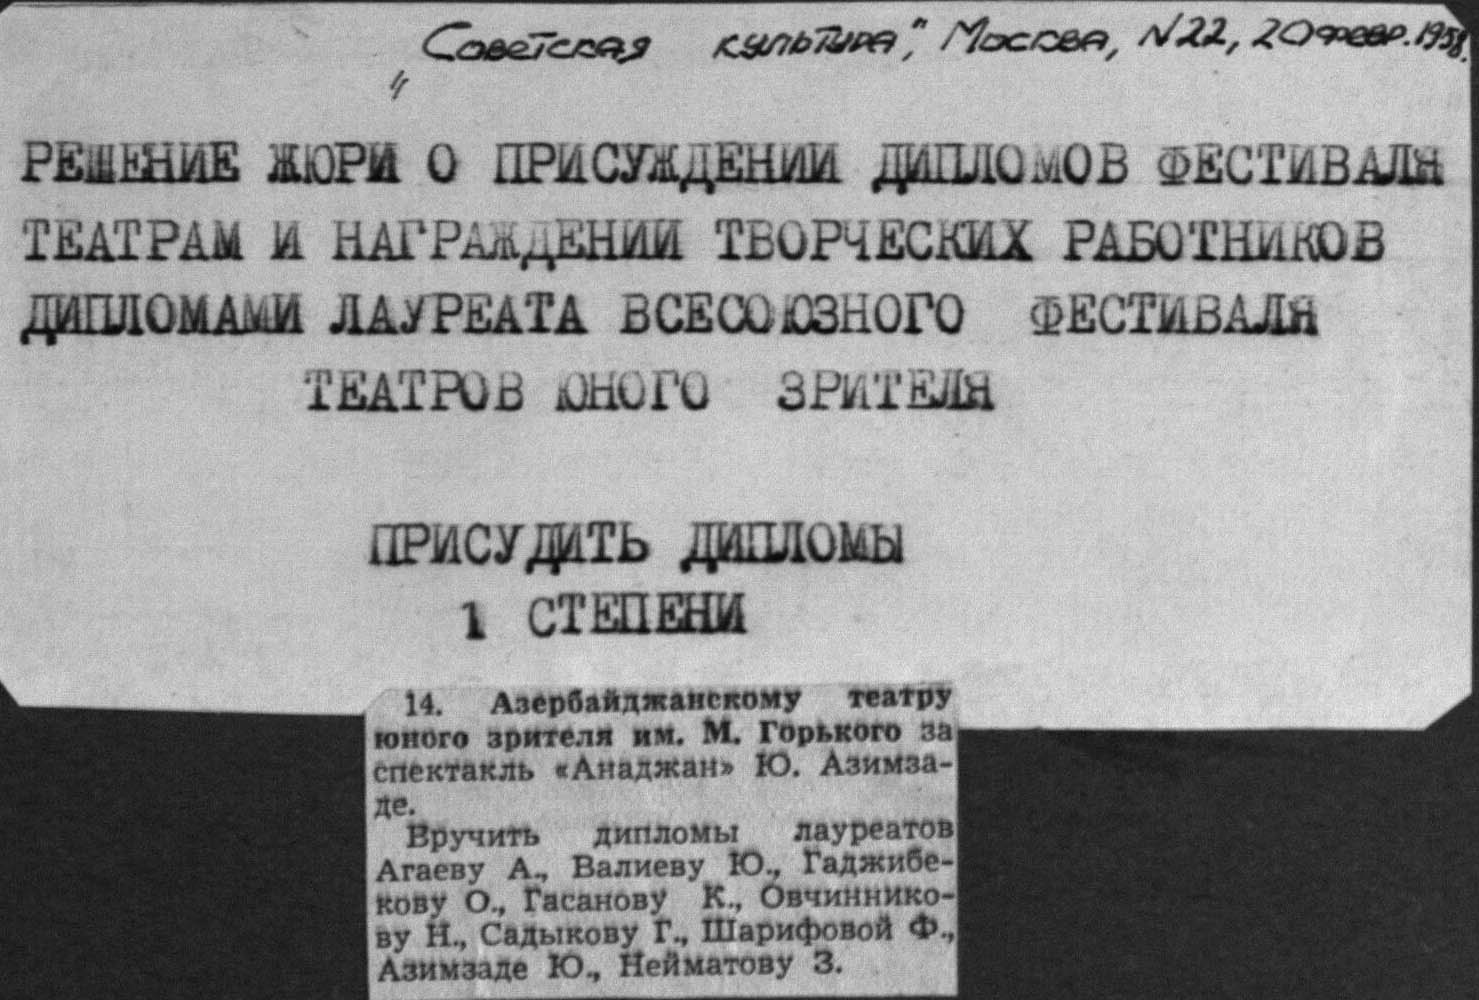 „Советская культура", Москва, N22, 20 февр. 1958.
РЕШЕНИЕ ЖЮРИ О ПРИСУЖДЕНИИ ДИПЛОМОВ ФЕСТИВАЛЯ
ТЕАТРАМ И НАГРАЖДЕНИИ ТВОРЧЕСКИХ РАБОТНИКОВ
ДИПЛОМАМИ ЛАУРЕАТА ВСЕСОЮЗНОГО ФЕСТИВАЛЯ
ТЕАТРОВ ЮНОГО ЗРИТЕЛЯ
ПРИСУДИТЬ ДИПЛОМЫ
1 СТЕПЕНИ
14. Азербайджанскому театру
юного зрителя им. М. Горького за
спектакль «Анаджан» Ю. Азимза-
де.
Вручить дипломы лауреатов
Агаеву А., Валиеву Ю., Гаджибе-
кову О., Гасанову К., Овчиннико-
ву Н., Садыкову Г., Шарифовой Ф.,
Азимзаде Ю., Нейматову З.